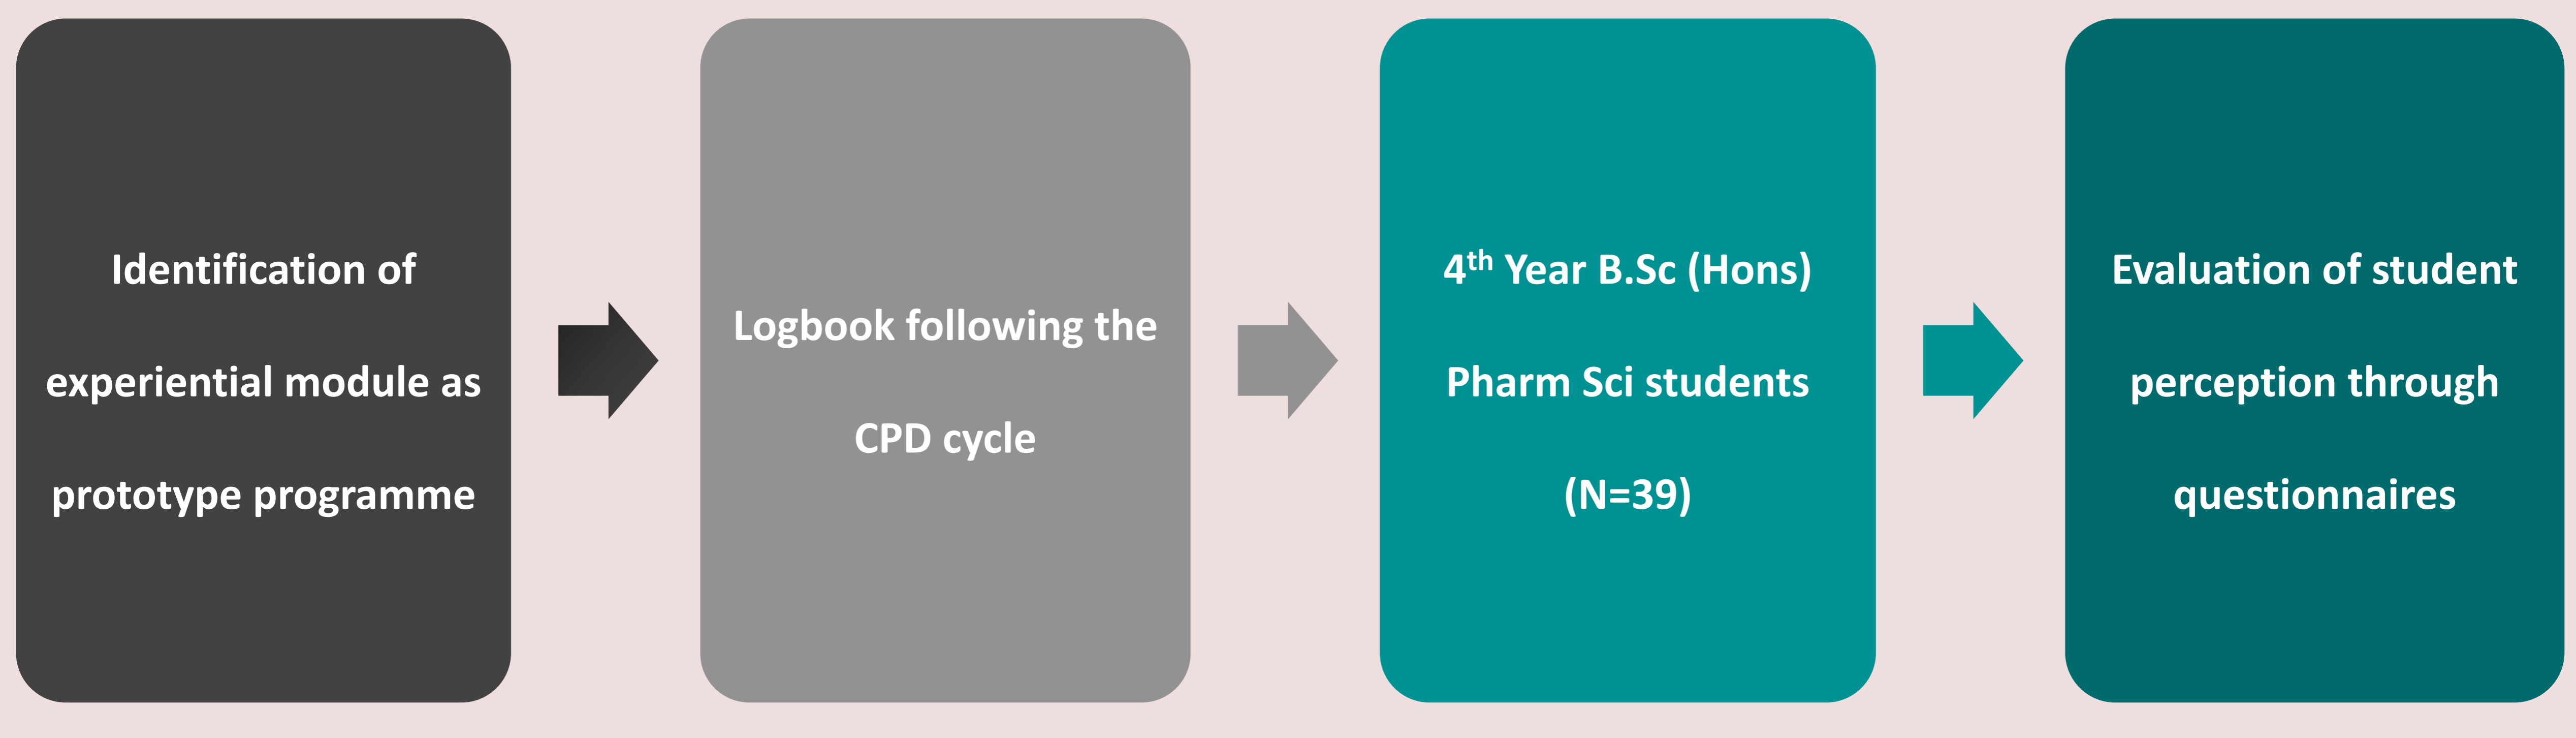 Identification of
experiential module as
prototype programme
Logbook following the
CPD cycle
4th Year B.Sc (Hons)
Pharm Sci students
(N=39)
Evaluation of student
perception through
questionnaires